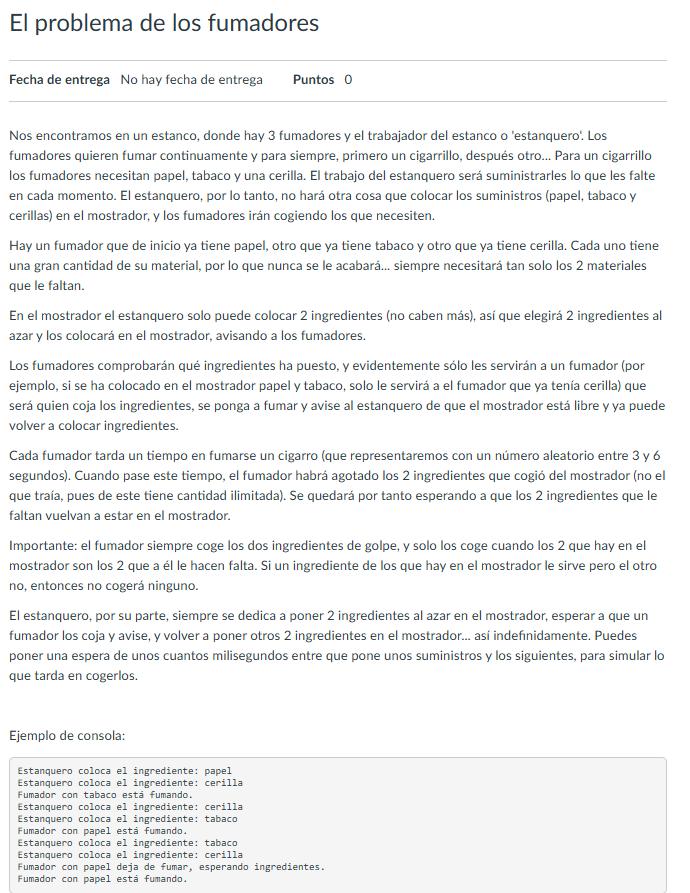 El problema de los fumadores
Fecha de entrega No hay fecha de entrega Puntos 0
Nos encontramos en un estanco, donde hay 3 fumadores y el trabajador del estanco o 'estanquero'. Los
fumadores quieren fumar continuamente y para siempre, primero un cigarrillo, después otro... Para un cigarrillo
los fumadores necesitan papel, tabaco y una cerilla. El trabajo del estanquero será suministrarles lo que les falte
en cada momento. El estanquero, por lo tanto, no hará otra cosa que colocar los suministros (papel, tabaco y
cerillas) en el mostrador, y los fumadores irán cogiendo los que necesiten.
Hay un fumador que de inicio ya tiene papel, otro que ya tiene tabaco y otro que ya tiene cerilla. Cada uno tiene
una gran cantidad de su material, por lo que nunca se le acabará... siempre necesitará tan solo los 2 materiales
que le faltan.
En el mostrador el estanquero solo puede colocar 2 ingredientes (no caben más), así que elegirá 2 ingredientes al
azar y los colocará en el mostrador, avisando a los fumadores.
Los fumadores comprobarán qué ingredientes ha puesto, y evidentemente sólo les servirán a un fumador (por
ejemplo, si se ha colocado en el mostrador papel y tabaco, solo le servirá a el fumador que ya tenía cerilla) que
será quien coja los ingredientes, se ponga a fumar y avise al estanquero de que el mostrador está libre y ya puede
volver a colocar ingredientes.
Cada fumador tarda un tiempo en fumarse un cigarro (que representaremos con un número aleatorio entre 3 y 6
segundos). Cuando pase este tiempo, el fumador habrá agotado los 2 ingredientes que cogió del mostrador (no el
que traía, pues de este tiene cantidad ilimitada). Se quedará por tanto esperando a que los 2 ingredientes que le
faltan vuelvan a estar en el mostrador.
Importante: el fumador siempre coge los dos ingredientes de golpe, y solo los coge cuando los 2 que hay en el
mostrador son los 2 que a él le hacen falta. Si un ingrediente de los que hay en el mostrador le sirve pero el otro
no, entonces no cogerá ninguno.
El estanquero, por su parte, siempre se dedica a poner 2 ingredientes al azar en el mostrador, esperar a que un
fumador los coja y avise, y volver a poner otros 2 ingredientes en el mostrador... así indefinidamente. Puedes
poner una espera de unos cuantos milisegundos entre que pone unos suministros y los siguientes, para simular lo
que tarda en cogerlos.
Ejemplo de consola:
Estanquero coloca el ingrediente: papel
Estanquero coloca el ingrediente: cerilla
Fumador con tabaco está fumando.
Estanquero coloca el ingrediente: cerilla
Estanquero coloca el ingrediente: tabaco
Fumador con papel está fumando.
Estanquero coloca el ingrediente: tabaco
Estanquero coloca el ingrediente: cerilla
Fumador con papel deja de fumar, esperando ingredientes.
Fumador con papel está fumando.